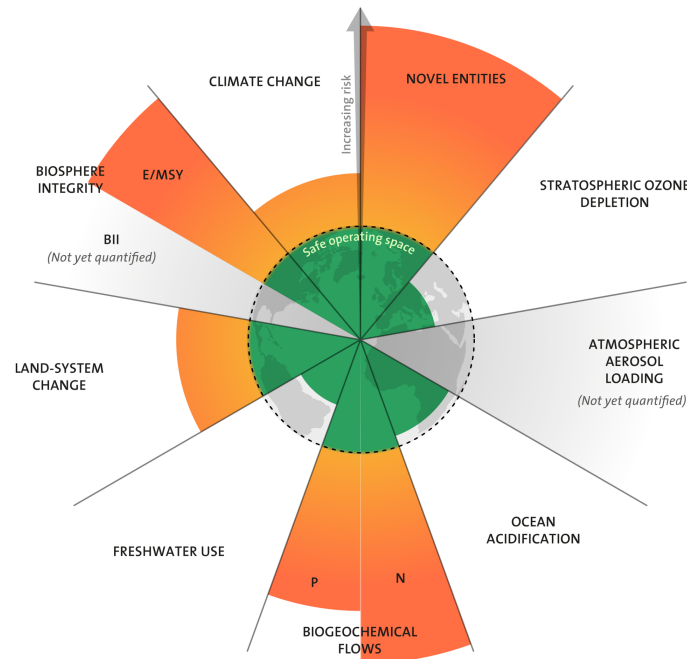 CLIMATE CHANGE
NOVEL ENTITIES
Increasing risk
BIOSPHERE
INTEGRITY
E/MSY
STRATOSPHERIC OZONE
DEPLETION
BII
(Not yet quantified)
Safe operating space
LAND-SYSTEM
CHANGE
ATMOSPHERIC
AEROSOL
LOADING
(Not yet quantified)
FRESHWATER USE
OCEAN
ACIDIFICATION
P
N
BIOGEOCHEMICAL
FLOWS